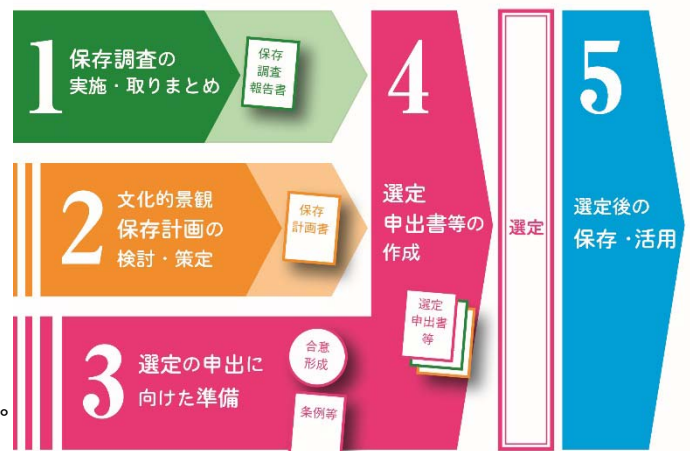 1
保存調査の
実施・取りまとめ
保存
調査
報告書
2
文化的景観
保存計画の
検討・策定
保存
計画書
3
選定の申出に
向けた準備
合意
形成
条例等
4
選定
申出書等の
作成
選定
申出書
等
選定
5
選定後の
保存・活用
。